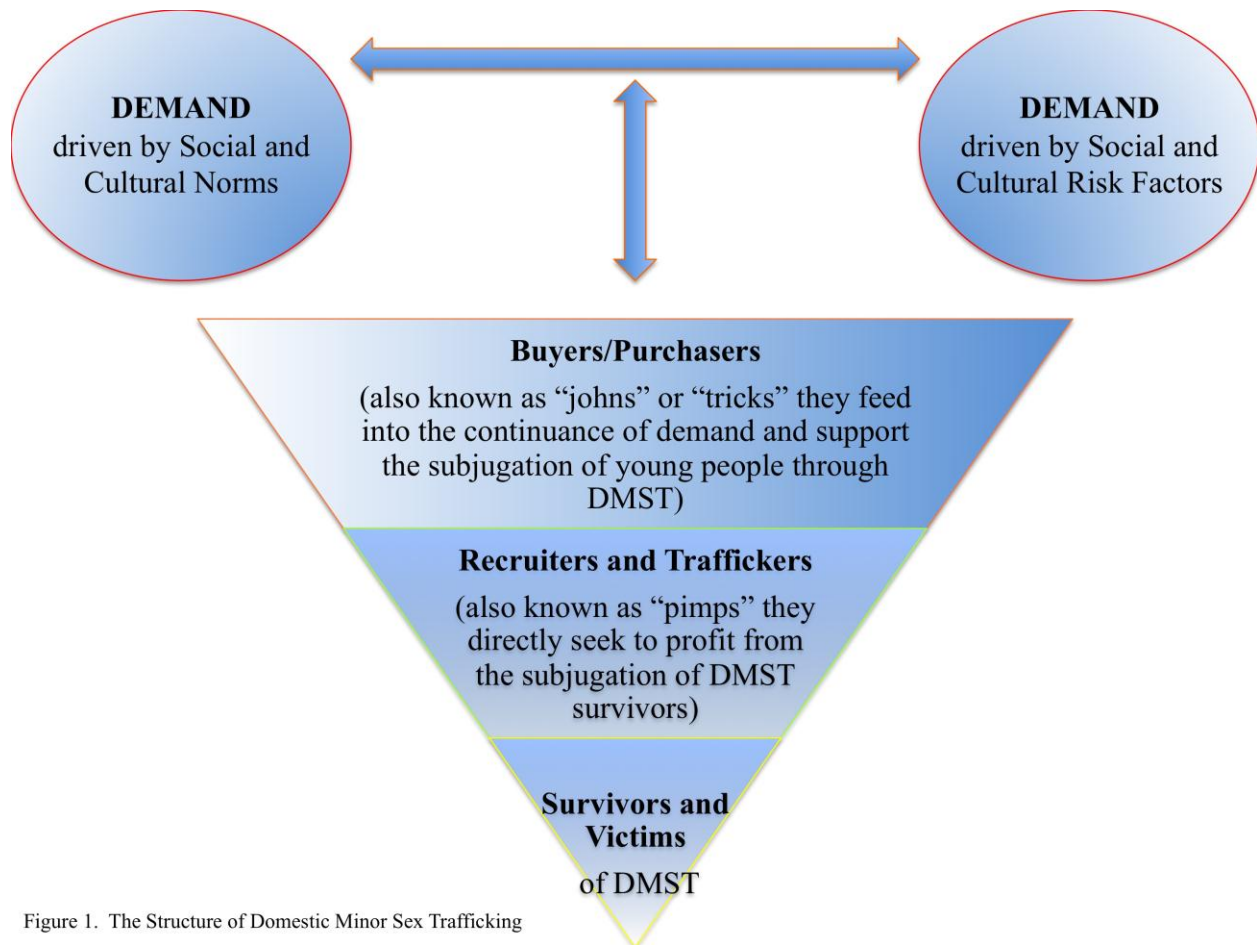 DEMAND
driven by Social and
Cultural Norms
DEMAND
driven by Social and
Cultural Risk Factors
Buyers/Purchasers
(also known as “johns” or “tricks” they feed
into the continuance of demand and support
the subjugation of young people through
DMST)
Recruiters and Traffickers
(also known as “pimps” they
directly seek to profit from
the subjugation of DMST
survivors)
Survivors and
Victims
of DMST
Figure 1. The Structure of Domestic Minor Sex Trafficking